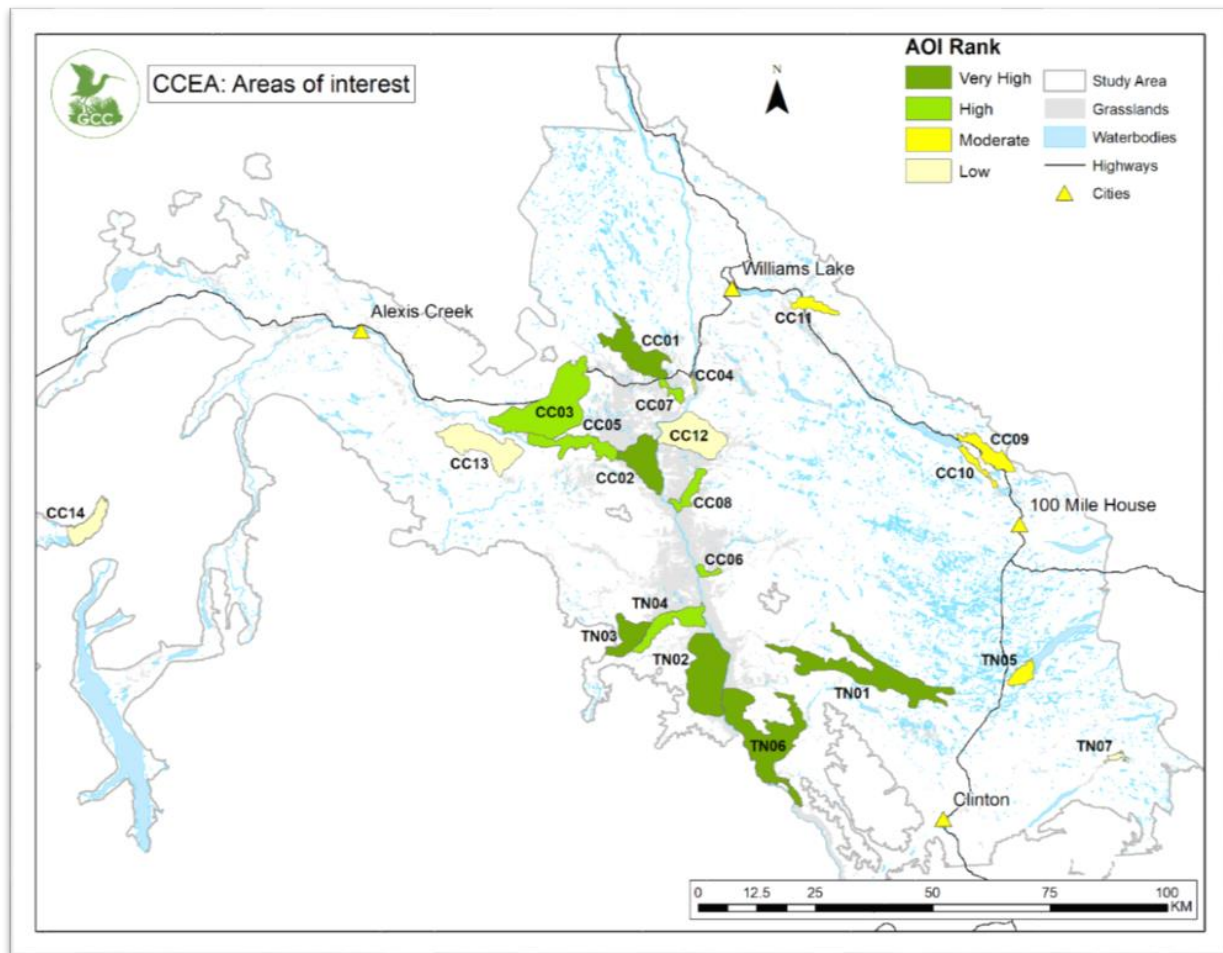 GCC
CCEA: Areas of interest
N
AOI Rank
Very High
High
Moderate
Low
Study Area
Grasslands
Waterbodies
Highways
Cities
Williams Lake
Alexis Creek
CC11
CC01
CC04
CC07
CC03
CC05
CC12
CC09
CC13
CC10
CC02
CC08
CC14
100 Mile House
CC06
TN04
TN03
TN02
TN05
TN01
TN06
TN07
Clinton
0 12.5 25 50 75 100
KM